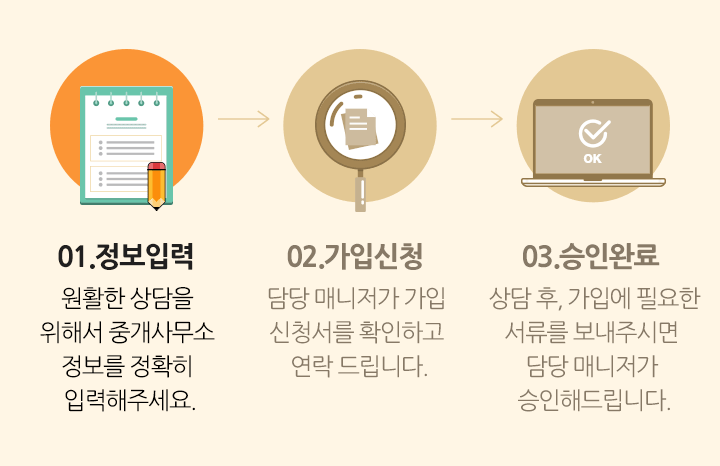 OK
01.정보입력
원활한 상담을
위해서 중개사무소
정보를 정확히
입력해주세요.
02.가입신청
담당 매니저가 가입
신청서를 확인하고
연락 드립니다.
03.승인완료
상담 후, 가입에 필요한
서류를 보내주시면
담당 매니저가
승인해드립니다.